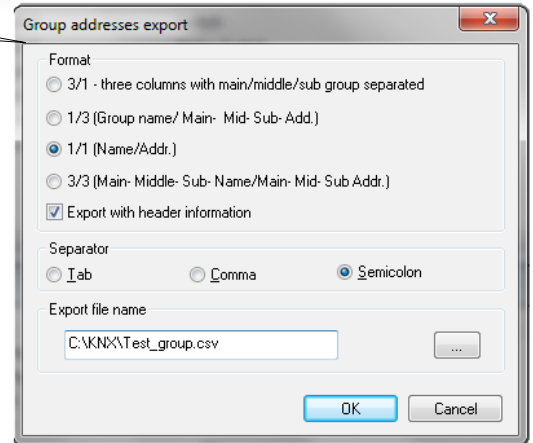 Group addresses export
Format
3/1 - three columns with main/middle/sub group separated
1/3 (Group name/ Main- Mid- Sub- Add.)
1/1 (Name/Addr.)
3/3 (Main- Middle- Sub- Name/Main- Mid- Sub Addr.)
Export with header information
Separator
Tab Comma Semicolon
Export file name
C:\KNX\Test_group.csv ...
OK Cancel